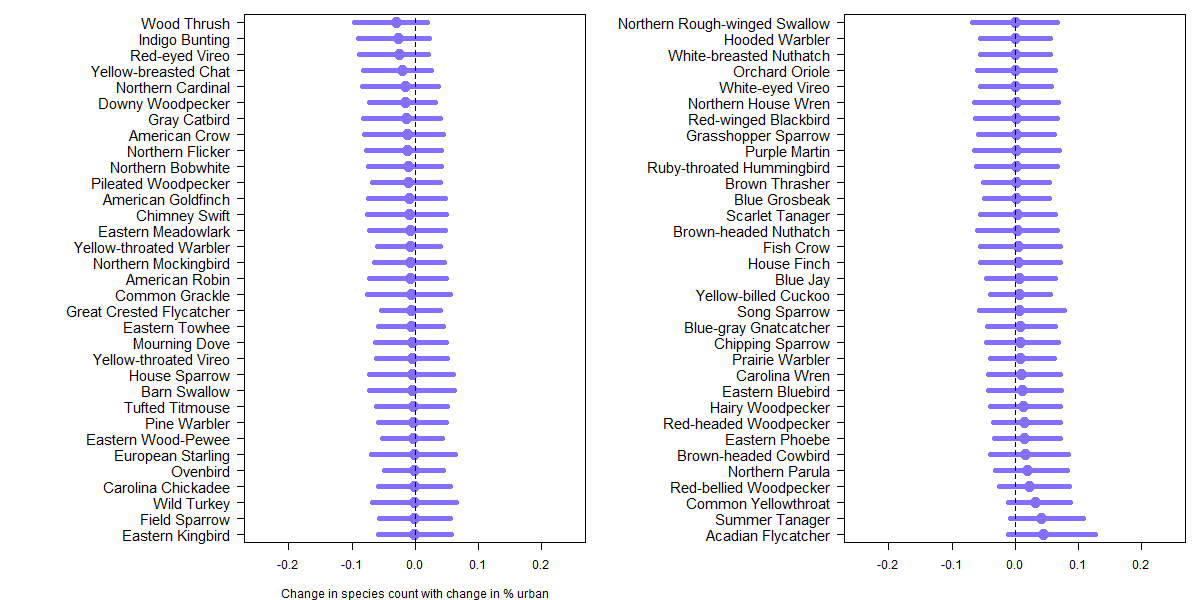 Wood Thrush
Indigo Bunting
Red-eyed Vireo
Yellow-breasted Chat
Northern Cardinal
Downy Woodpecker
Gray Catbird
American Crow
Northern Flicker
Northern Bobwhite
Pileated Woodpecker
American Goldfinch
Chimney Swift
Eastern Meadowlark
Yellow-throated Warbler
Northern Mockingbird
American Robin
Common Grackle
Great Crested Flycatcher
Eastern Towhee
Mourning Dove
Yellow-throated Vireo
House Sparrow
Barn Swallow
Tufted Titmouse
Pine Warbler
Eastern Wood-Pewee
European Starling
Ovenbird
Carolina Chickadee
Wild Turkey
Field Sparrow
Eastern Kingbird
-0.2 -0.1 0.0 0.1 0.2
Change in species count with change in % urban
Northern Rough-winged Swallow
Hooded Warbler
White-breasted Nuthatch
Orchard Oriole
White-eyed Vireo
Northern House Wren
Red-winged Blackbird
Grasshopper Sparrow
Purple Martin
Ruby-throated Hummingbird
Brown Thrasher
Blue Grosbeak
Scarlet Tanager
Brown-headed Nuthatch
Fish Crow
House Finch
Blue Jay
Yellow-billed Cuckoo
Song Sparrow
Blue-gray Gnatcatcher
Chipping Sparrow
Prairie Warbler
Carolina Wren
Eastern Bluebird
Hairy Woodpecker
Red-headed Woodpecker
Eastern Phoebe
Brown-headed Cowbird
Northern Parula
Red-bellied Woodpecker
Common Yellowthroat
Summer Tanager
Acadian Flycatcher
-0.2 -0.1 0.0 0.1 0.2